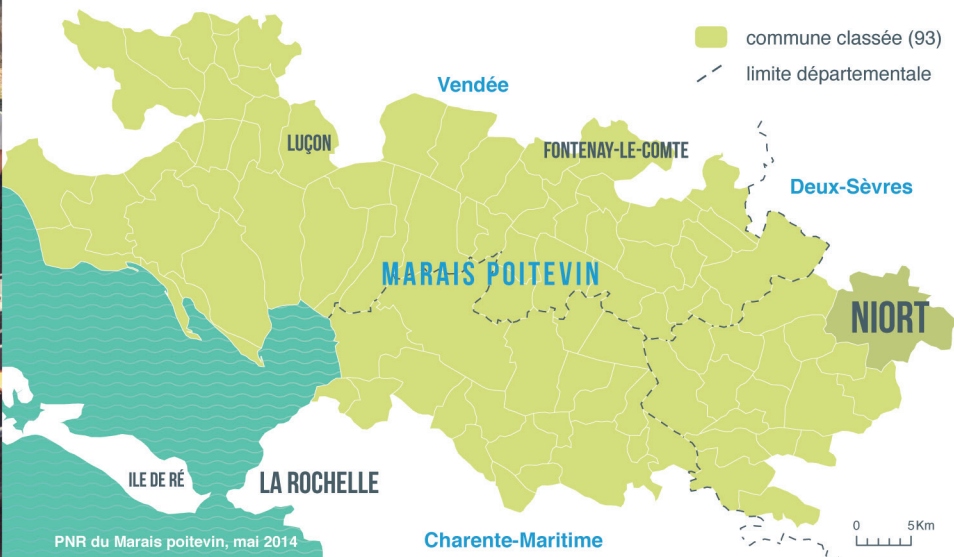 commune classée (93)
limite départementale
Vendée
LUÇON
FONTENAY-LE-COMTE
Deux-Sèvres
MARAIS POITEVIN
NIORT
ILE DE RÉ
LA ROCHELLE
0 5Km
PNR du Marais poitevin, mai 2014
Charente-Maritime